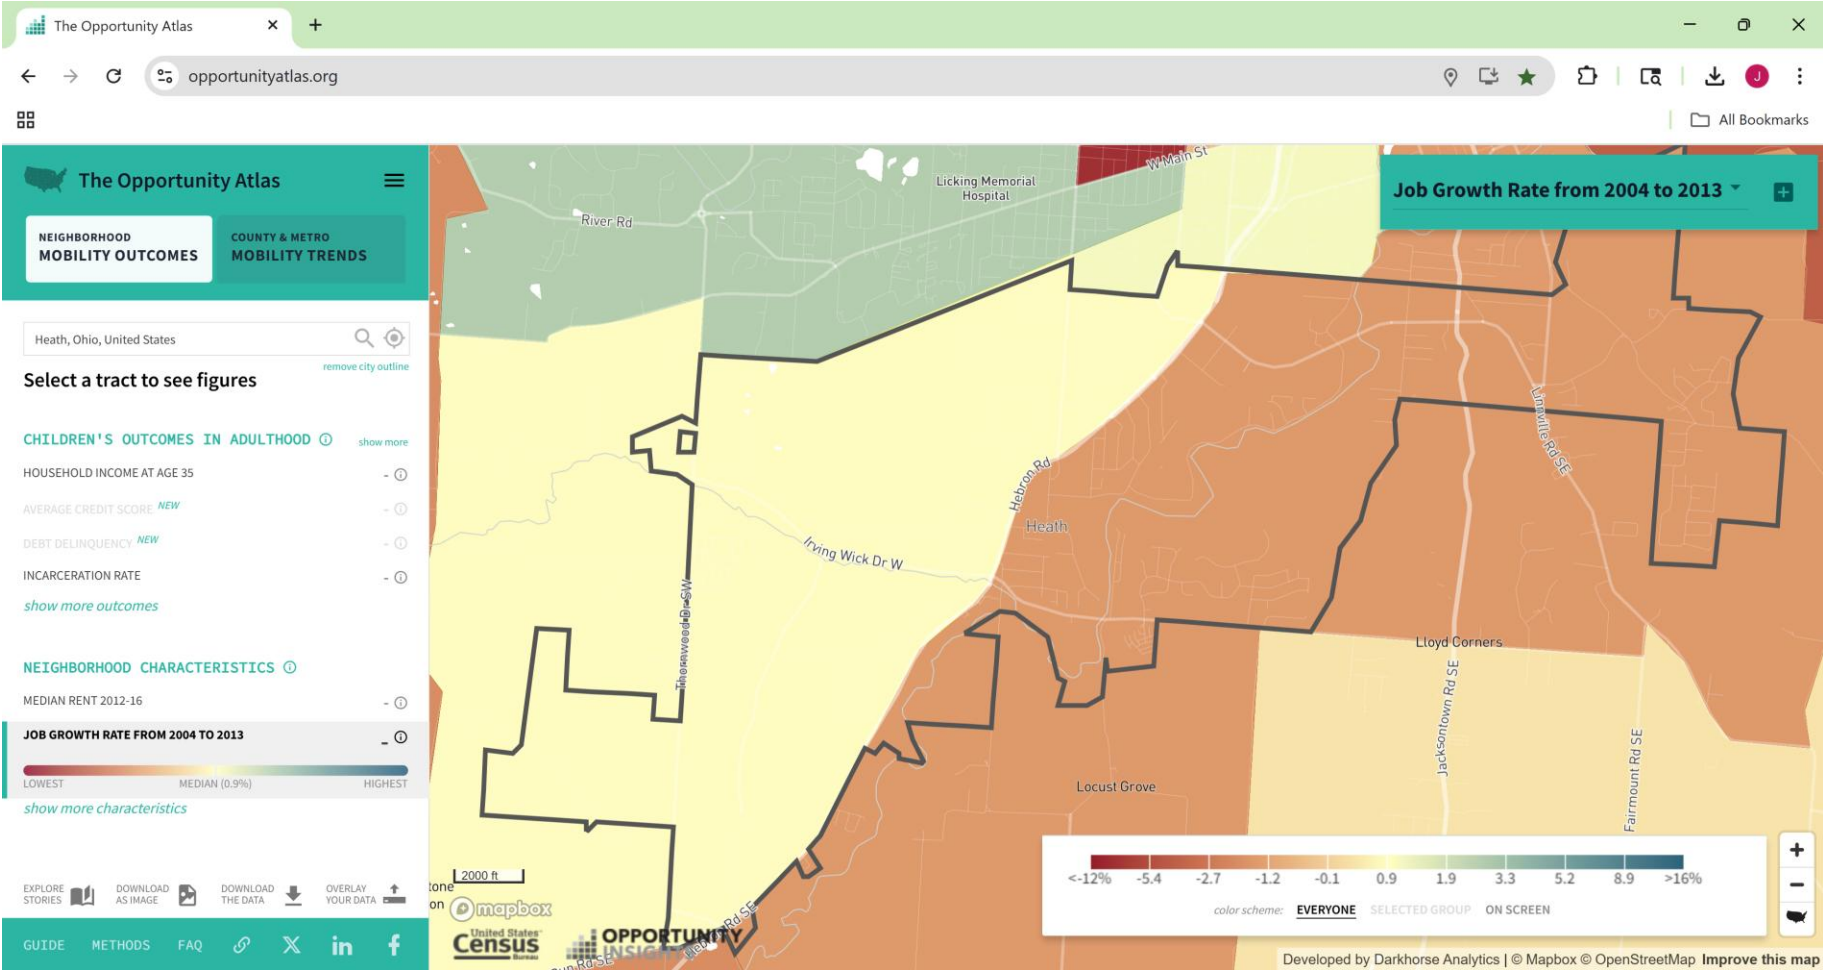 The Opportunity Atlas
opportunityatlas.org
J
All Bookmarks
The Opportunity Atlas
NEIGHBORHOOD
MOBILITY OUTCOMES
COUNTY & METRO
MOBILITY TRENDS
Heath, Ohio, United States
remove city outline
Select a tract to see figures
CHILDREN'S OUTCOMES IN ADULTHOOD
show more
HOUSEHOLD INCOME AT AGE 35 -
AVERAGE CREDIT SCORE NEW -
DEBT DELINQUENCY NEW -
INCARCERATION RATE -
show more outcomes
NEIGHBORHOOD CHARACTERISTICS
MEDIAN RENT 2012-16 -
JOB GROWTH RATE FROM 2004 TO 2013 -
LOWEST MEDIAN (0.9%) HIGHEST
show more characteristics
EXPLORE
STORIES
DOWNLOAD
AS IMAGE
DOWNLOAD
THE DATA
OVERLAY
YOUR DATA
GUIDE METHODS FAQ
Job Growth Rate from 2004 to 2013
W Main St
Licking Memorial
Hospital
River Rd
Linnville Rd SE
Hebron Rd
Heath
Irving Wick Dr W
Thornwood Dr SW
Lloyd Corners
Jacksontown Rd SE
Fairmount Rd SE
Locust Grove
2000 ft
tone
on
mapbox
United States
Census
Bureau
OPPORTUNITY
INSIGHTS
<-12% -5.4 -2.7 -1.2 -0.1 0.9 1.9 3.3 5.2 8.9 >16%
color scheme: EVERYONE SELECTED GROUP ON SCREEN
Developed by Darkhorse Analytics | © Mapbox © OpenStreetMap Improve this map